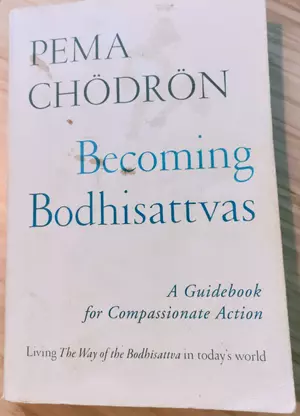 PEMA
CHÖDRÖN
Becoming
Bodhisattvas
A Guidebook
for Compassionate Action
Living The Way of the Bodhisattva in today's world